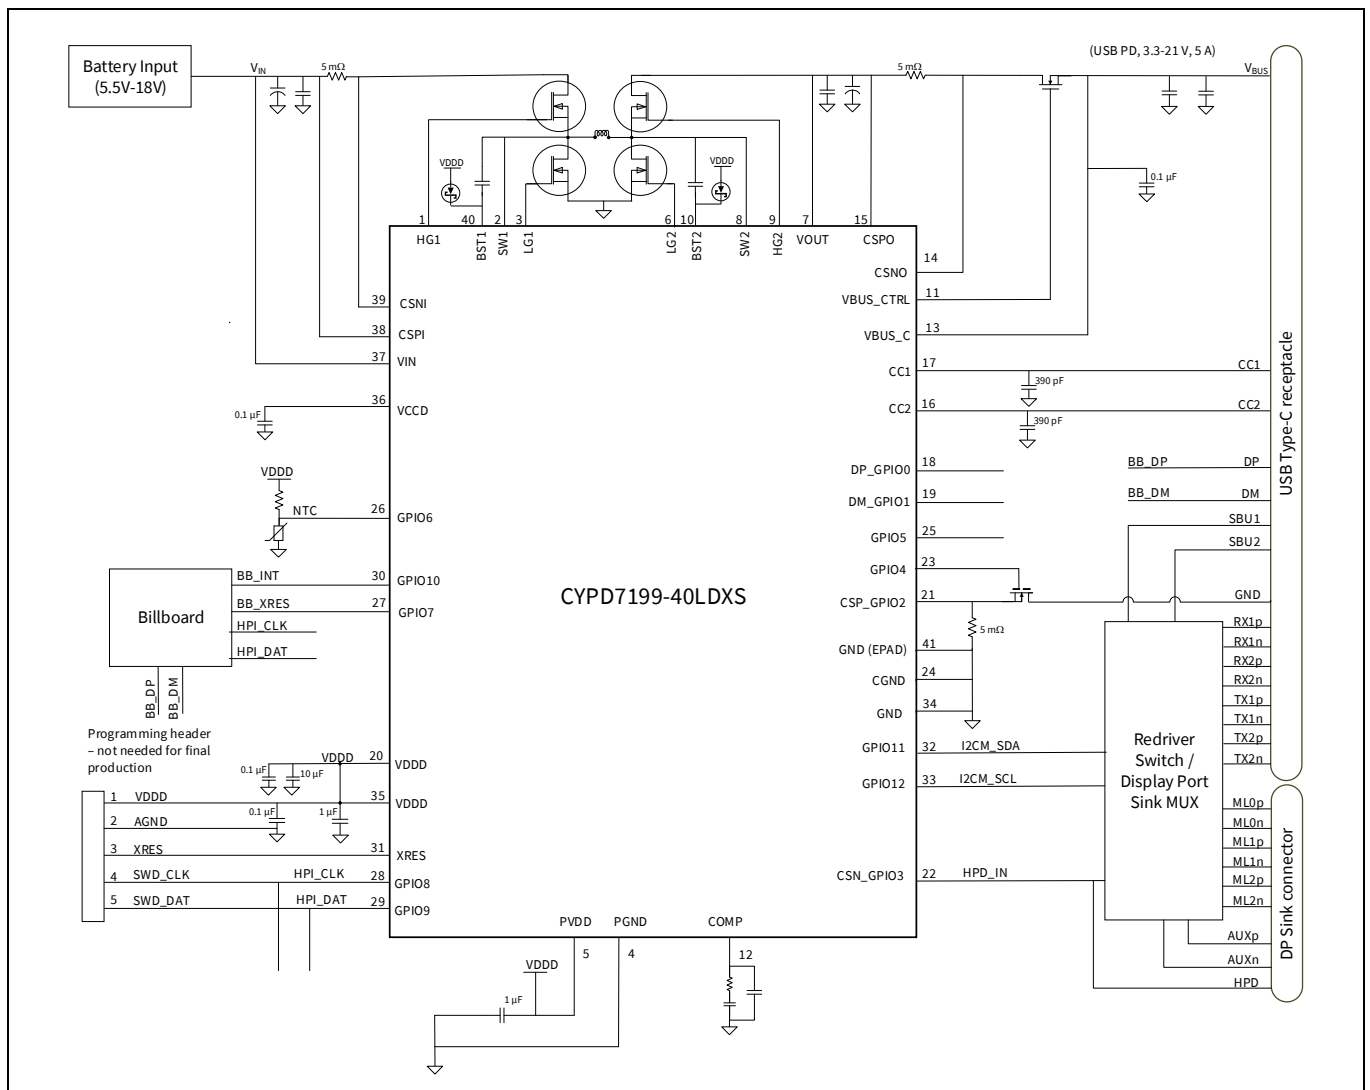 (USB PD, 3.3-21 V, 5 A)
Battery Input
(5.5V-18V)
VIN
5 mΩ
5 mΩ
VBUS
VDDD
VDDD
0.1 µF
1
40
2
3
6
10
8
9
7
15
HG1
BST1
SW1
LG1
LG2
BST2
SW2
HG2
VOUT
CSPO
14
CSNO
39
CSNI
11
VBUS_CTRL
38
CSPI
13
VBUS_C
37
VIN
17
CC1
CC1
390 pF
36
VCCD
0.1 µF
16
CC2
CC2
390 pF
USB Type-C receptacle
VDDD
NTC
26
GPIO6
18
DP_GPIO0
BB_DP
DP
19
DM_GPIO1
BB_DM
DM
25
GPIO5
SBU1
SBU2
23
GPIO4
Billboard
BB_INT
30
GPIO10
BB_XRES
27
GPIO7
HPI_CLK
HPI_DAT
BB_DP
BB_DM
CYPD7199-40LDXS
21
CSP_GPIO2
GND
5 mΩ
41
GND (EPAD)
24
CGND
34
GND
RX1p
RX1n
RX2p
RX2n
TX1p
TX1n
TX2p
TX2n
Redriver
Switch /
Display Port
Sink MUX
32
GPIO11
I2CM_SDA
33
GPIO12
I2CM_SCL
Programming header
– not needed for final
production
VDDD
20
VDDD
0.1 µF
10 µF
1
VDDD
35
VDDD
0.1 µF
1 µF
2
AGND
3
XRES
31
XRES
4
SWD_CLK
HPI_CLK
28
GPIO8
5
SWD_DAT
HPI_DAT
29
GPIO9
22
CSN_GPIO3
HPD_IN
ML0p
ML0n
ML1p
ML1n
ML2p
ML2n
AUXp
AUXn
HPD
DP Sink connector
PVDD
PGND
COMP
5
4
12
VDDD
1 µF